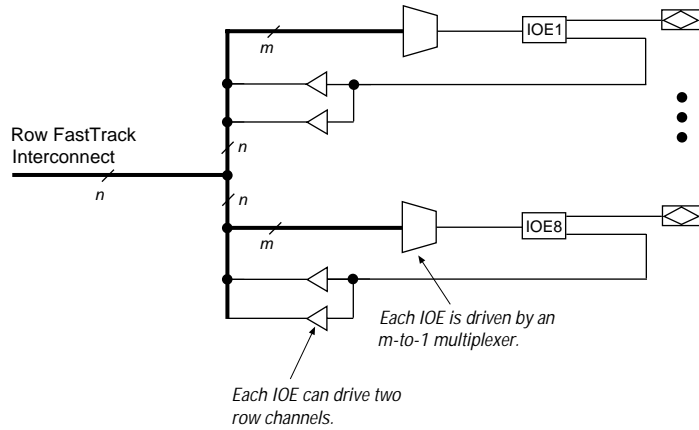 m
IOE1
Row FastTrack
Interconnect
n
n
n
m
IOE8
Each IOE is driven by an
m-to-1 multiplexer.
Each IOE can drive two
row channels.